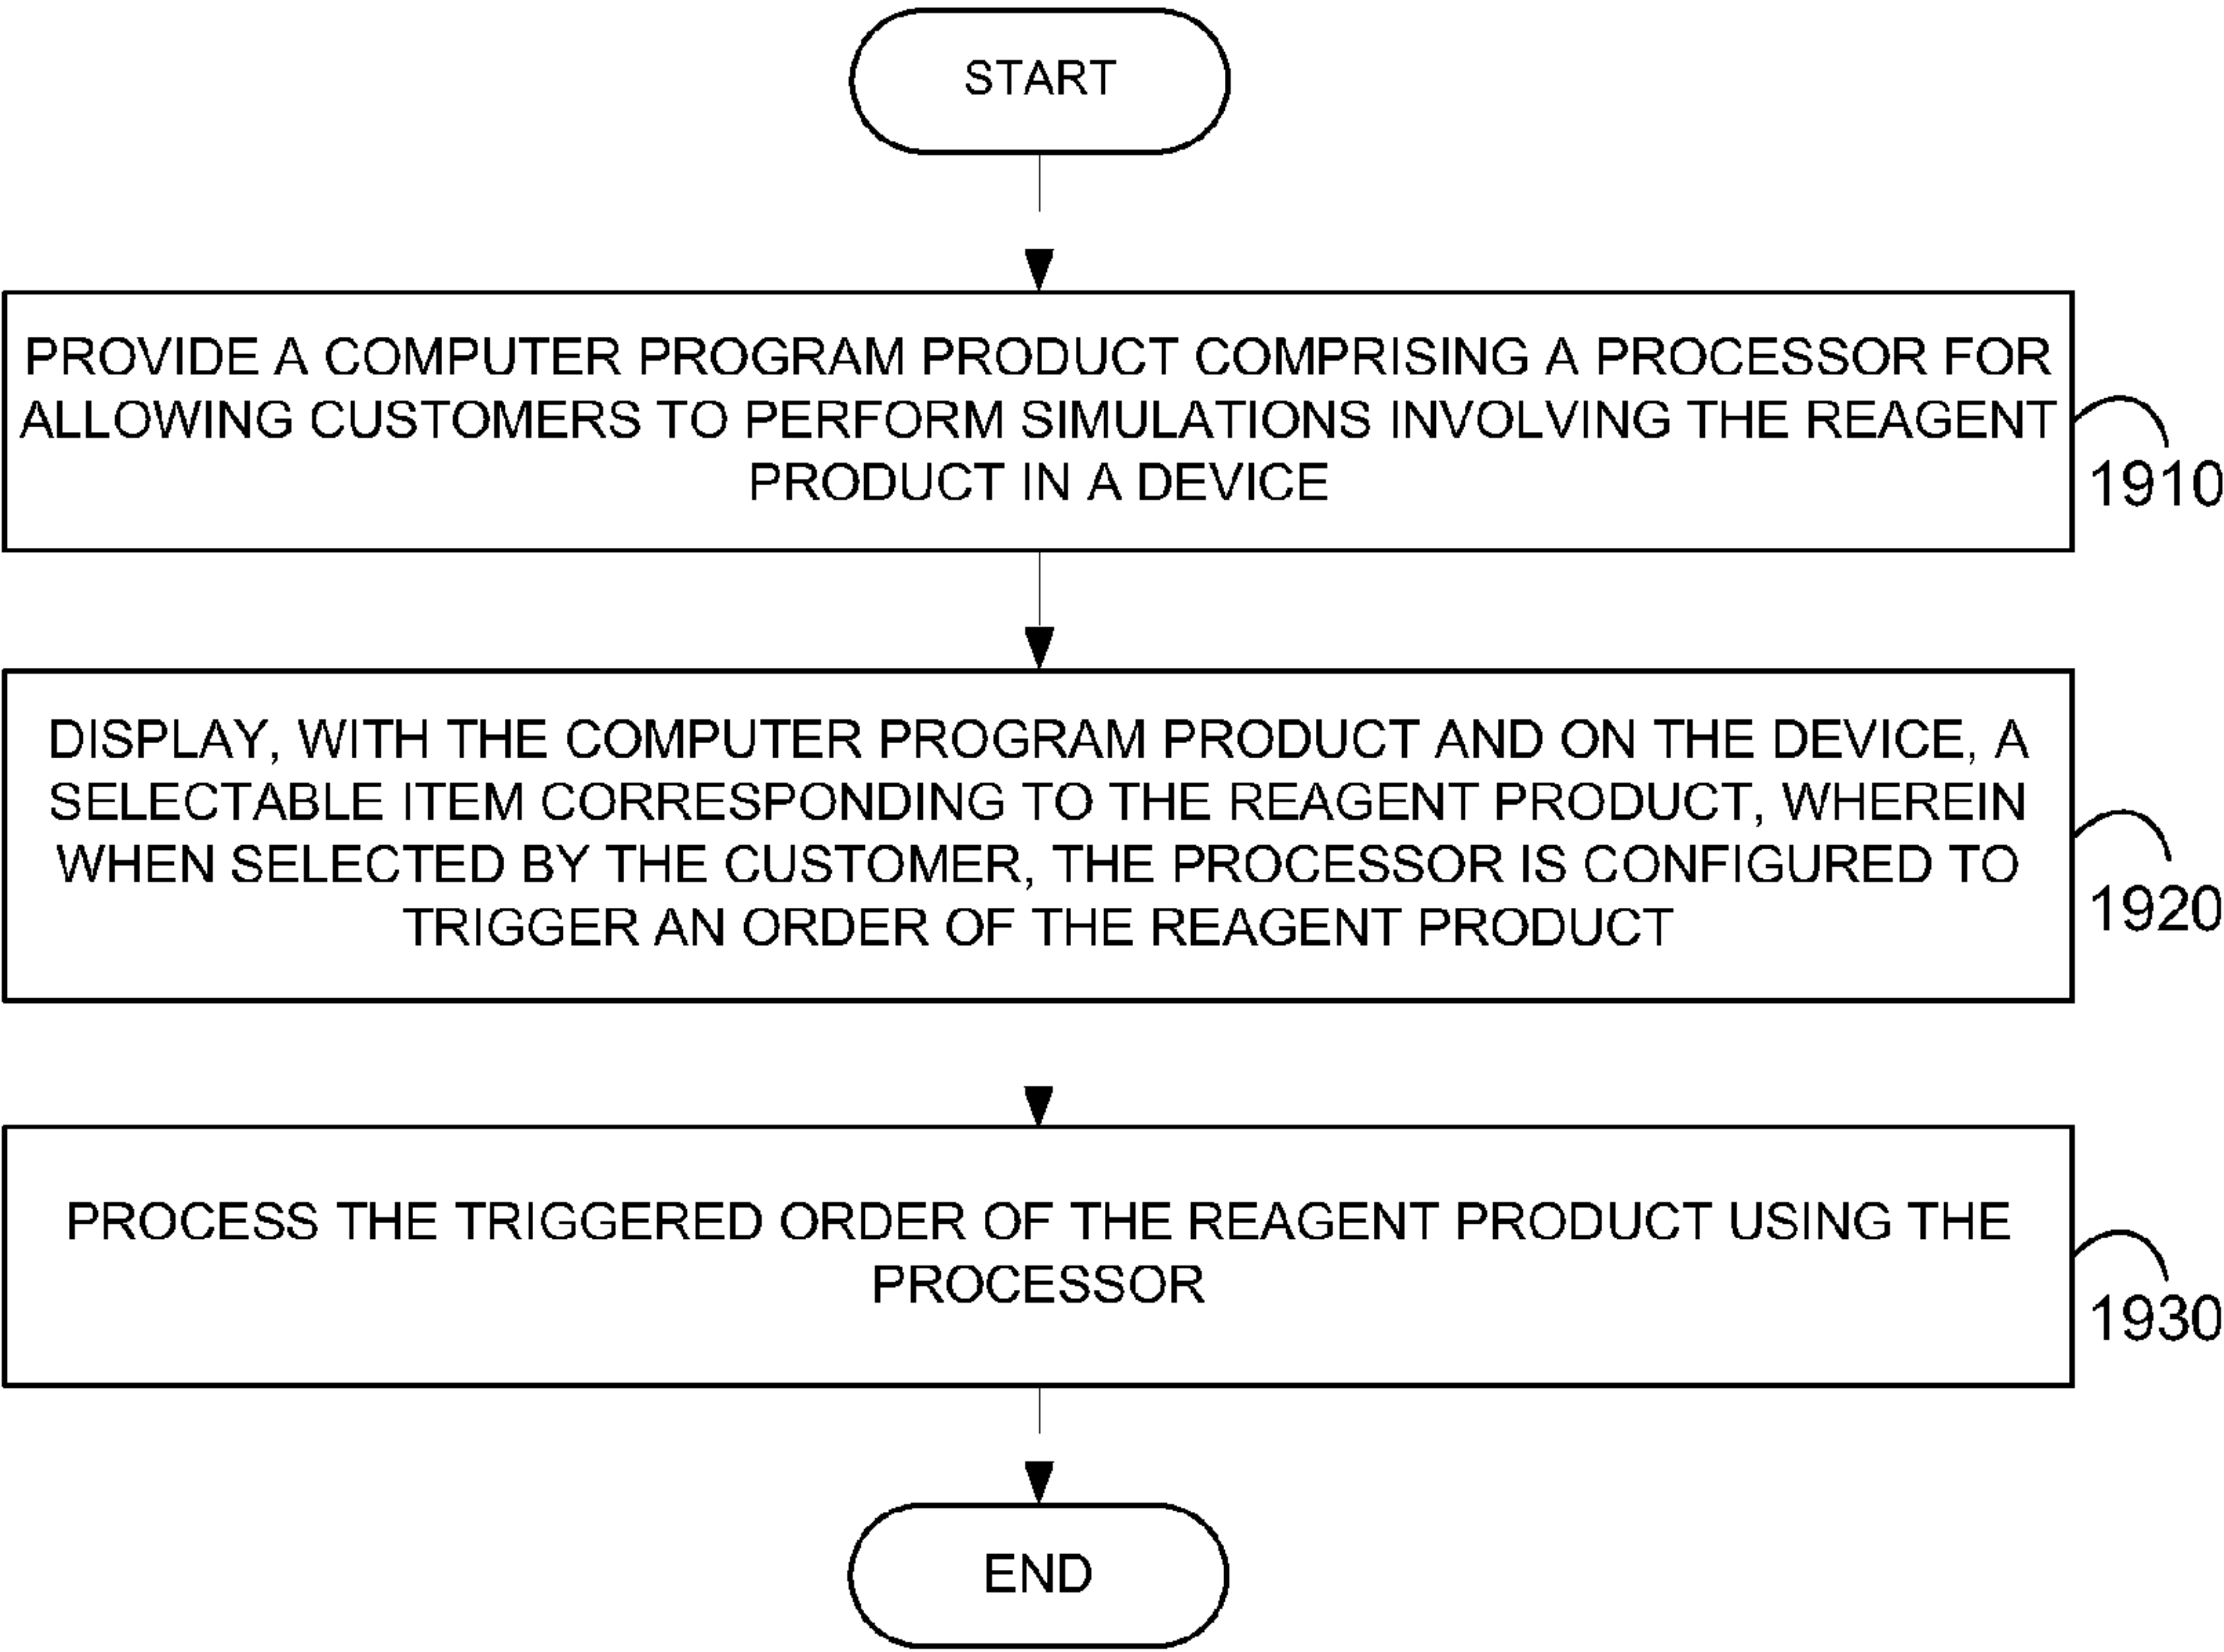 START
PROVIDE A COMPUTER PROGRAM PRODUCT COMPRISING A PROCESSOR FOR
ALLOWING CUSTOMERS TO PERFORM SIMULATIONS INVOLVING THE REAGENT
PRODUCT IN A DEVICE
1910
DISPLAY, WITH THE COMPUTER PROGRAM PRODUCT AND ON THE DEVICE, A
SELECTABLE ITEM CORRESPONDING TO THE REAGENT PRODUCT, WHEREIN
WHEN SELECTED BY THE CUSTOMER, THE PROCESSOR IS CONFIGURED TO
TRIGGER AN ORDER OF THE REAGENT PRODUCT
1920
PROCESS THE TRIGGERED ORDER OF THE REAGENT PRODUCT USING THE
PROCESSOR
1930
END